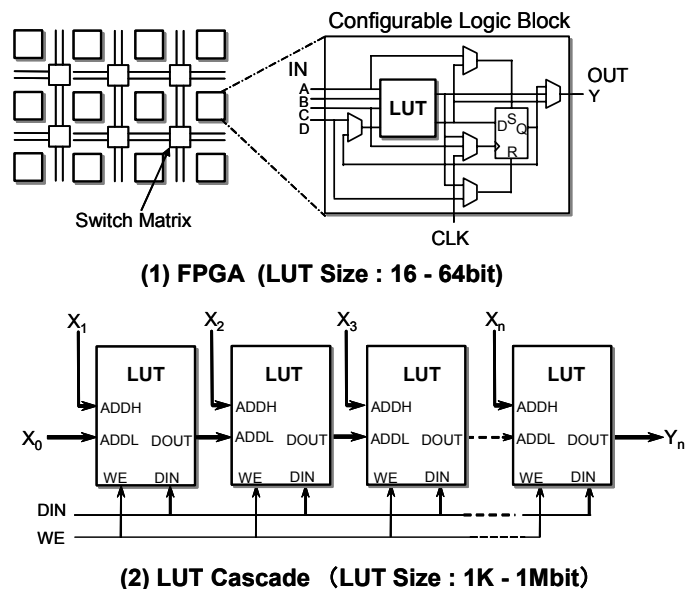 Configurable Logic Block
IN
OUT
A
B
C
D
LUT
Y
D S Q
R
Switch Matrix
CLK
(1) FPGA (LUT Size : 16 - 64bit)
X1 X2 X3 Xn
LUT LUT LUT LUT
ADDH ADDH ADDH ADDH
X0 ADDL DOUT ADDL DOUT ADDL DOUT ADDL DOUT Yn
WE DIN WE DIN WE DIN WE DIN
DIN
WE
(2) LUT Cascade （LUT Size : 1K - 1Mbit）